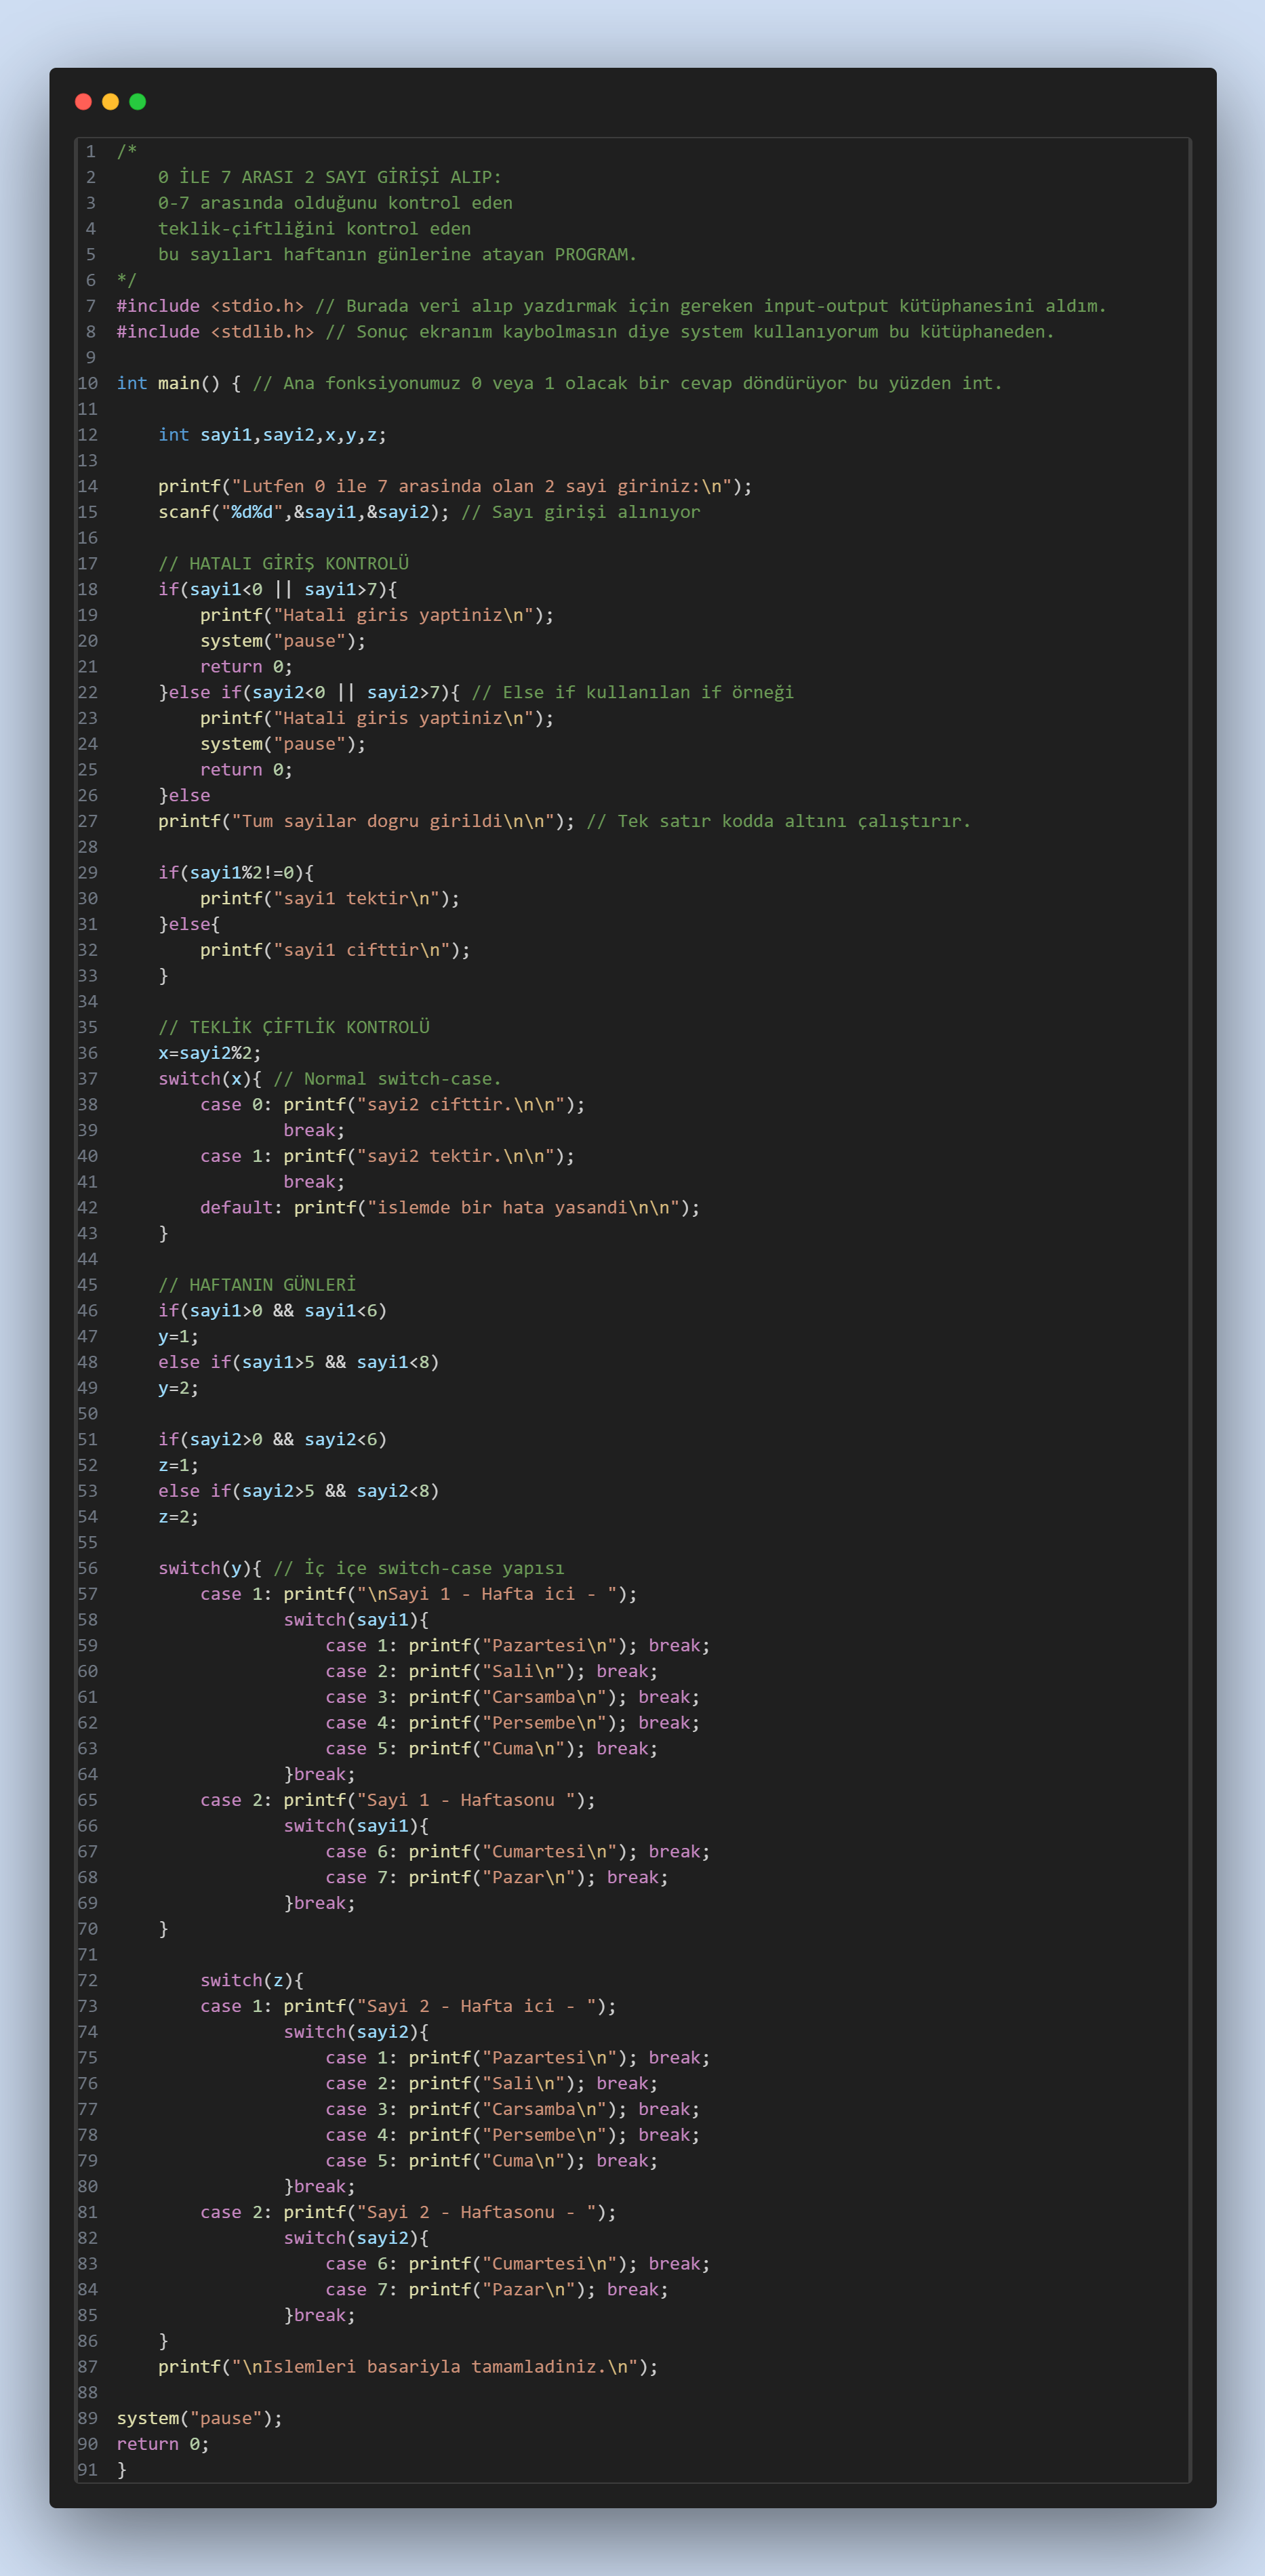 1 /*
2     0 İLE 7 ARASI 2 SAYI GİRİŞİ ALIP:
3     0-7 arasında olduğunu kontrol eden
4     teklik-çiftliğini kontrol eden
5     bu sayıları haftanın günlerine atayan PROGRAM.
6 */
7 #include <stdio.h> // Burada veri alıp yazdırmak için gereken input-output kütüphanesini aldım.
8 #include <stdlib.h> // Sonuç ekranım kaybolmasın diye system kullanıyorum bu kütüphaneden.
9
10 int main() { // Ana fonksiyonumuz 0 veya 1 olacak bir cevap döndürüyor bu yüzden int.
11
12     int sayi1,sayi2,x,y,z;
13
14     printf("Lutfen 0 ile 7 arasinda olan 2 sayi giriniz:\n");
15     scanf("%d%d",&sayi1,&sayi2); // Sayı girişi alınıyor
16
17     // HATALI GİRİŞ KONTROLÜ
18     if(sayi1<0 || sayi1>7){
19         printf("Hatali giris yaptiniz\n");
20         system("pause");
21         return 0;
22     }else if(sayi2<0 || sayi2>7){ // Else if kullanılan if örneği
23         printf("Hatali giris yaptiniz\n");
24         system("pause");
25         return 0;
26     }else
27     printf("Tum sayilar dogru girildi\n\n"); // Tek satır kodda altını çalıştırır.
28
29     if(sayi1%2!=0){
30         printf("sayi1 tektir\n");
31     }else{
32         printf("sayi1 cifttir\n");
33     }
34
35     // TEKLİK ÇİFTLİK KONTROLÜ
36     x=sayi2%2;
37     switch(x){ // Normal switch-case.
38         case 0: printf("sayi2 cifttir.\n\n");
39                 break;
40         case 1: printf("sayi2 tektir.\n\n");
41                 break;
42         default: printf("islemde bir hata yasandi\n\n");
43     }
44
45     // HAFTANIN GÜNLERİ
46     if(sayi1>0 && sayi1<6)
47     y=1;
48     else if(sayi1>5 && sayi1<8)
49     y=2;
50
51     if(sayi2>0 && sayi2<6)
52     z=1;
53     else if(sayi2>5 && sayi2<8)
54     z=2;
55
56     switch(y){ // İç içe switch-case yapısı
57         case 1: printf("\nSayi 1 - Hafta ici - ");
58                 switch(sayi1){
59                     case 1: printf("Pazartesi\n"); break;
60                     case 2: printf("Sali\n"); break;
61                     case 3: printf("Carsamba\n"); break;
62                     case 4: printf("Persembe\n"); break;
63                     case 5: printf("Cuma\n"); break;
64                 }break;
65         case 2: printf("Sayi 1 - Haftasonu ");
66                 switch(sayi1){
67                     case 6: printf("Cumartesi\n"); break;
68                     case 7: printf("Pazar\n"); break;
69                 }break;
70     }
71
72         switch(z){
73         case 1: printf("Sayi 2 - Hafta ici - ");
74                 switch(sayi2){
75                     case 1: printf("Pazartesi\n"); break;
76                     case 2: printf("Sali\n"); break;
77                     case 3: printf("Carsamba\n"); break;
78                     case 4: printf("Persembe\n"); break;
79                     case 5: printf("Cuma\n"); break;
80                 }break;
81         case 2: printf("Sayi 2 - Haftasonu - ");
82                 switch(sayi2){
83                     case 6: printf("Cumartesi\n"); break;
84                     case 7: printf("Pazar\n"); break;
85                 }break;
86     }
87     printf("\nIslemleri basariyla tamamladiniz.\n");
88
89 system("pause");
90 return 0;
91 }